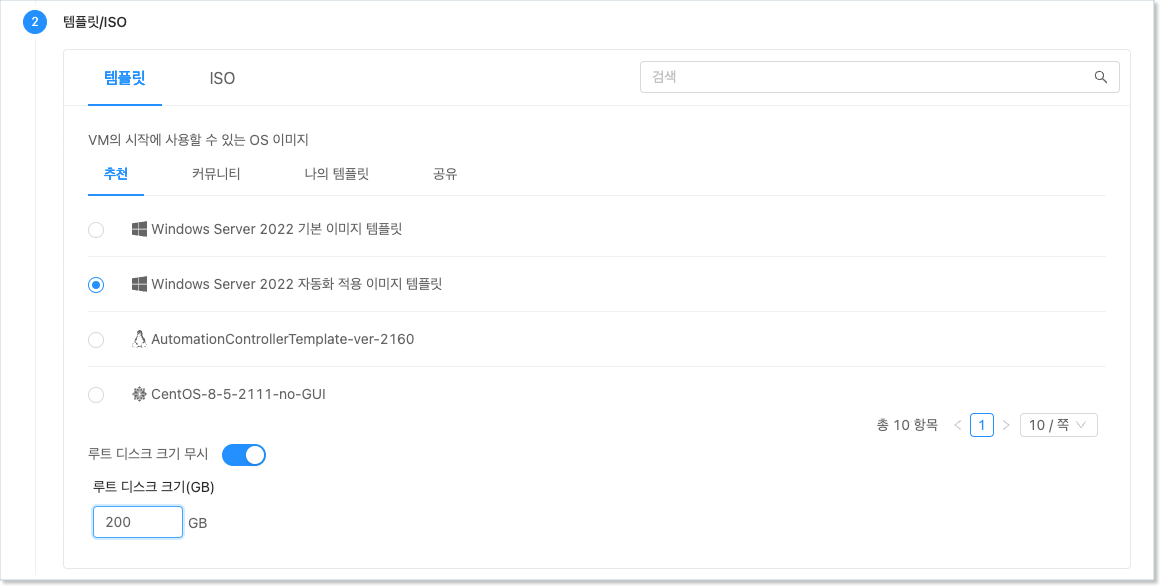 2 템플릿/ISO
템플릿 ISO 검색
VM의 시작에 사용할 수 있는 OS 이미지
추천 커뮤니티 나의 템플릿 공유
Windows Server 2022 기본 이미지 템플릿
Windows Server 2022 자동화 적용 이미지 템플릿
AutomationControllerTemplate-ver-2160
CentOS-8-5-2111-no-GUI
총 10 항목 < 1 > 10 / 쪽
루트 디스크 크기 무시
루트 디스크 크기(GB)
200 GB